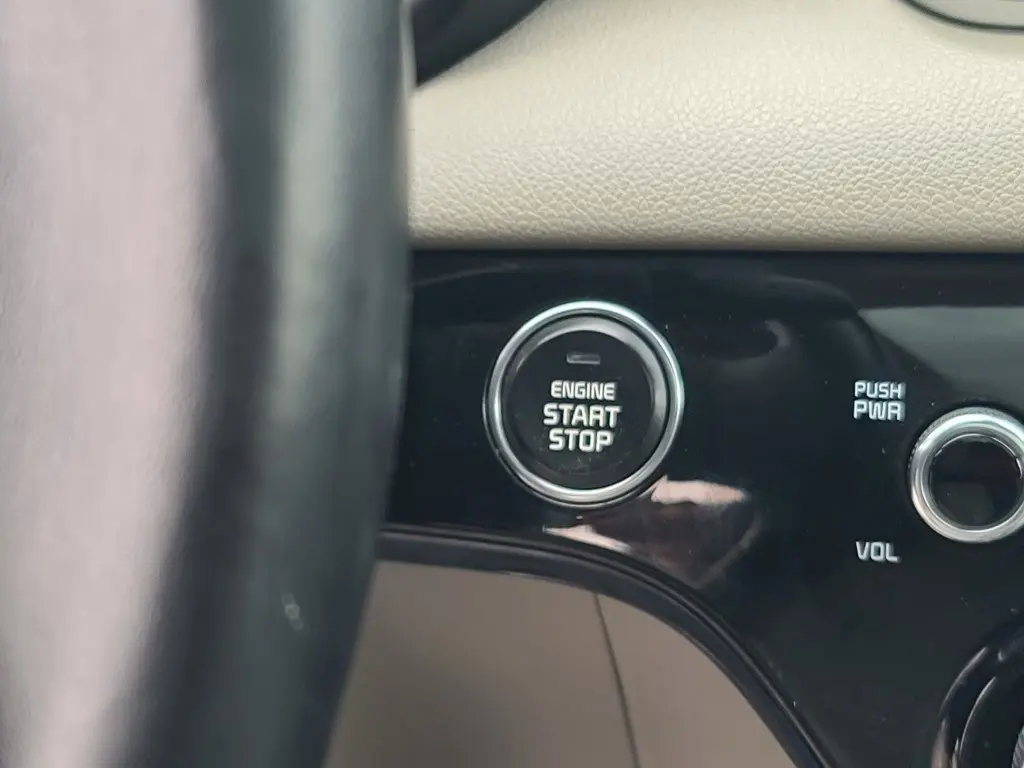 ENGINE
START
STOP
PUSH
PWR
VOL